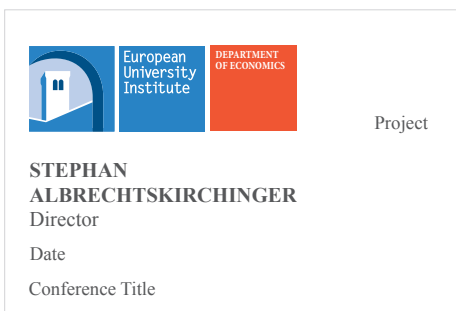 European
University
Institute
DEPARTMENT
OF ECONOMICS
Project
STEPHAN
ALBRECHTSKIRCHINGER
Director
Date
Conference Title